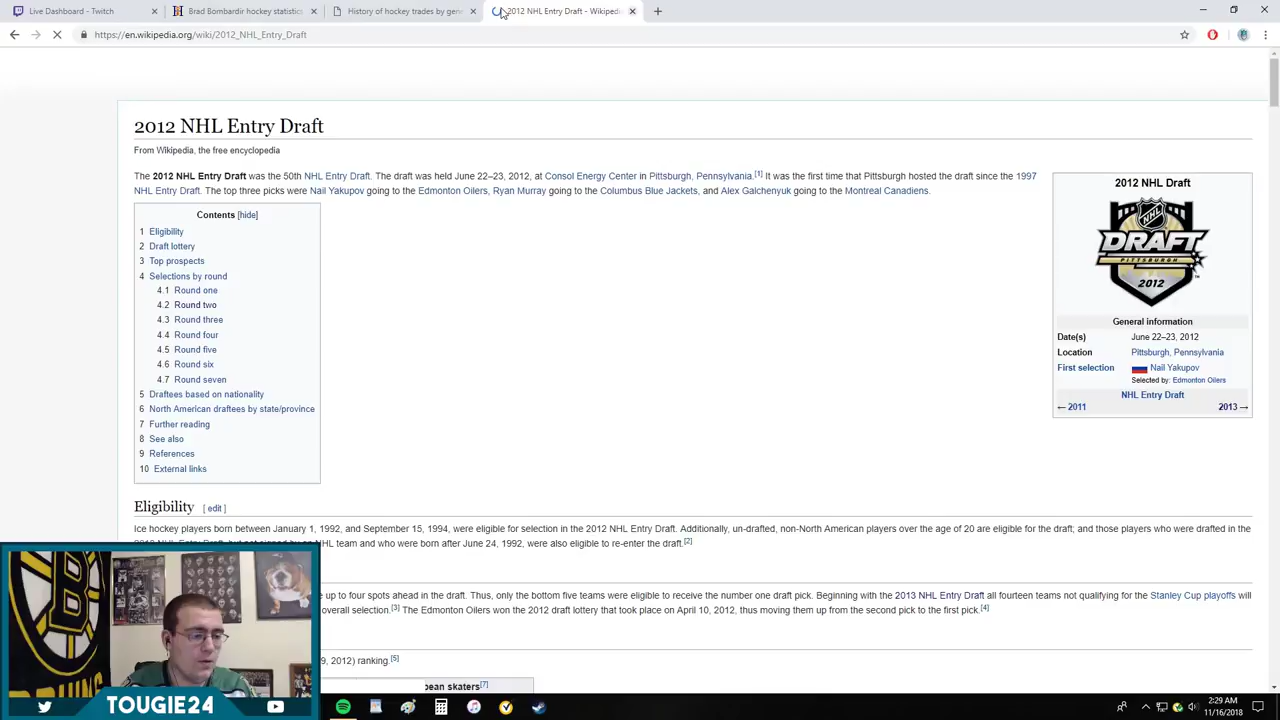 Live Dashboard - Twitch
Brad Bombardir hockey statistics
History of hockey trades by gene
2012 NHL Entry Draft - Wikipedi
https://en.wikipedia.org/wiki/2012_NHL_Entry_Draft
2012 NHL Entry Draft
From Wikipedia, the free encyclopedia
The 2012 NHL Entry Draft was the 50th NHL Entry Draft. The draft was held June 22–23, 2012, at Consol Energy Center in Pittsburgh, Pennsylvania.[1] It was the first time that Pittsburgh hosted the draft since the 1997
NHL Entry Draft. The top three picks were Nail Yakupov going to the Edmonton Oilers, Ryan Murray going to the Columbus Blue Jackets, and Alex Galchenyuk going to the Montreal Canadiens.
Contents [hide]
1 Eligibility
2 Draft lottery
3 Top prospects
4 Selections by round
4.1 Round one
4.2 Round two
4.3 Round three
4.4 Round four
4.5 Round five
4.6 Round six
4.7 Round seven
5 Draftees based on nationality
6 North American draftees by state/province
7 Further reading
8 See also
9 References
10 External links
2012 NHL Draft
NHL
DRAFT
PITTSBURGH
2012
General information
Date(s) June 22–23, 2012
Location Pittsburgh, Pennsylvania
First selection Nail Yakupov
Selected by: Edmonton Oilers
NHL Entry Draft
← 2011 2013 →
Eligibility [ edit ]
Ice hockey players born between January 1, 1992, and September 15, 1994, were eligible for selection in the 2012 NHL Entry Draft. Additionally, un-drafted, non-North American players over the age of 20 are eligible for the draft; and those players who were drafted in the
NHL team and who were born after June 24, 1992, were also eligible to re-enter the draft.[2]
up to four spots ahead in the draft. Thus, only the bottom five teams were eligible to receive the number one draft pick. Beginning with the 2013 NHL Entry Draft all fourteen teams not qualifying for the Stanley Cup playoffs will
overall selection.[3] The Edmonton Oilers won the 2012 draft lottery that took place on April 10, 2012, thus moving them up from the second pick to the first pick.[4]
9, 2012) ranking.[5]
pean skaters[7]
B
BRUINS
TOUGIE24
2:29 AM
11/16/2018